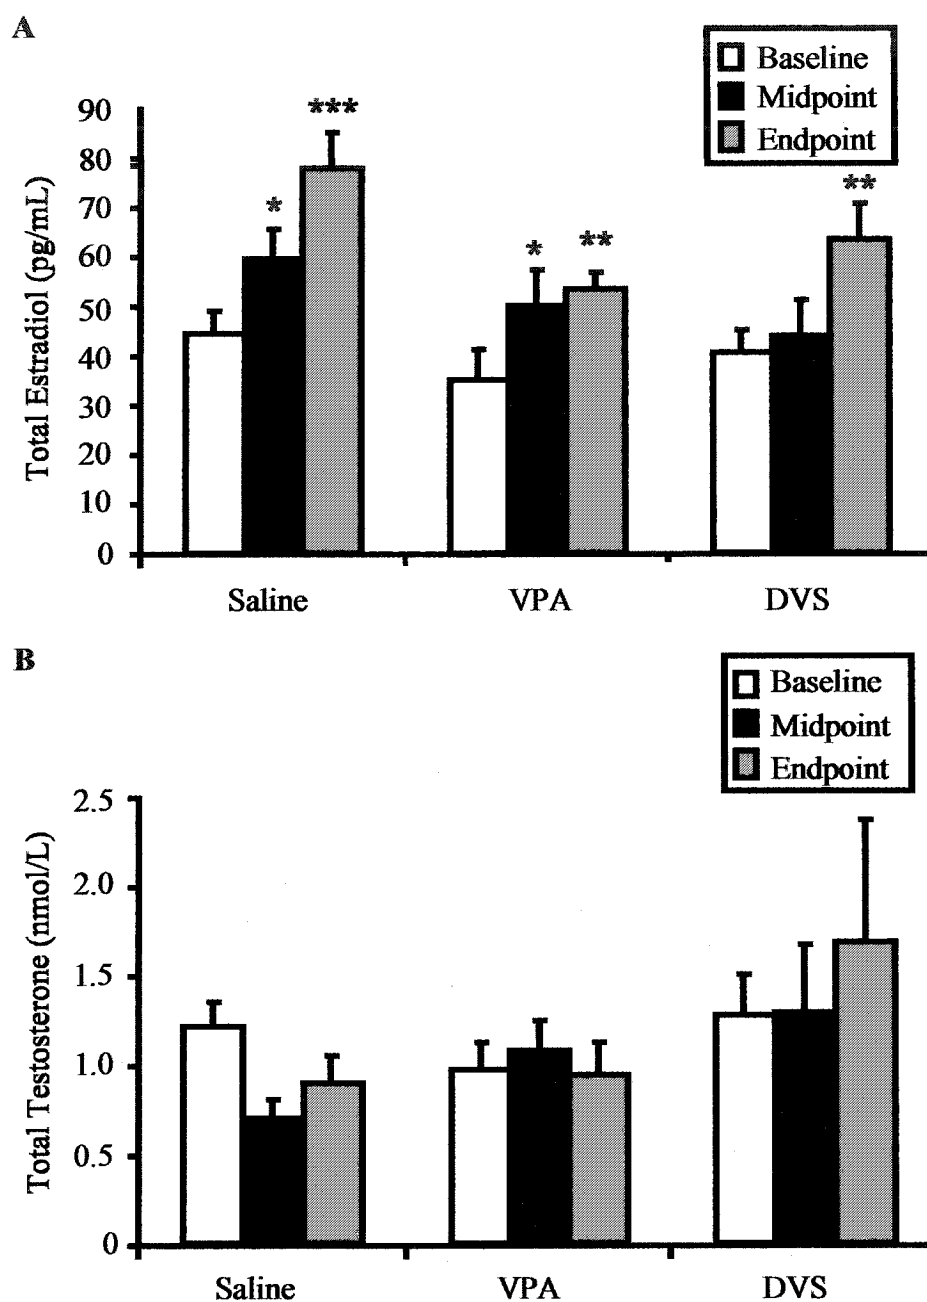 A
Baseline
Midpoint
Endpoint
90
80
70
60
50
40
30
20
10
0
Total Estradiol (pg/mL)
*
***
*
**
**
Saline VPA DVS
B
Baseline
Midpoint
Endpoint
2.5
2.0
1.5
1.0
0.5
0
Total Testosterone (nmol/L)
Saline VPA DVS